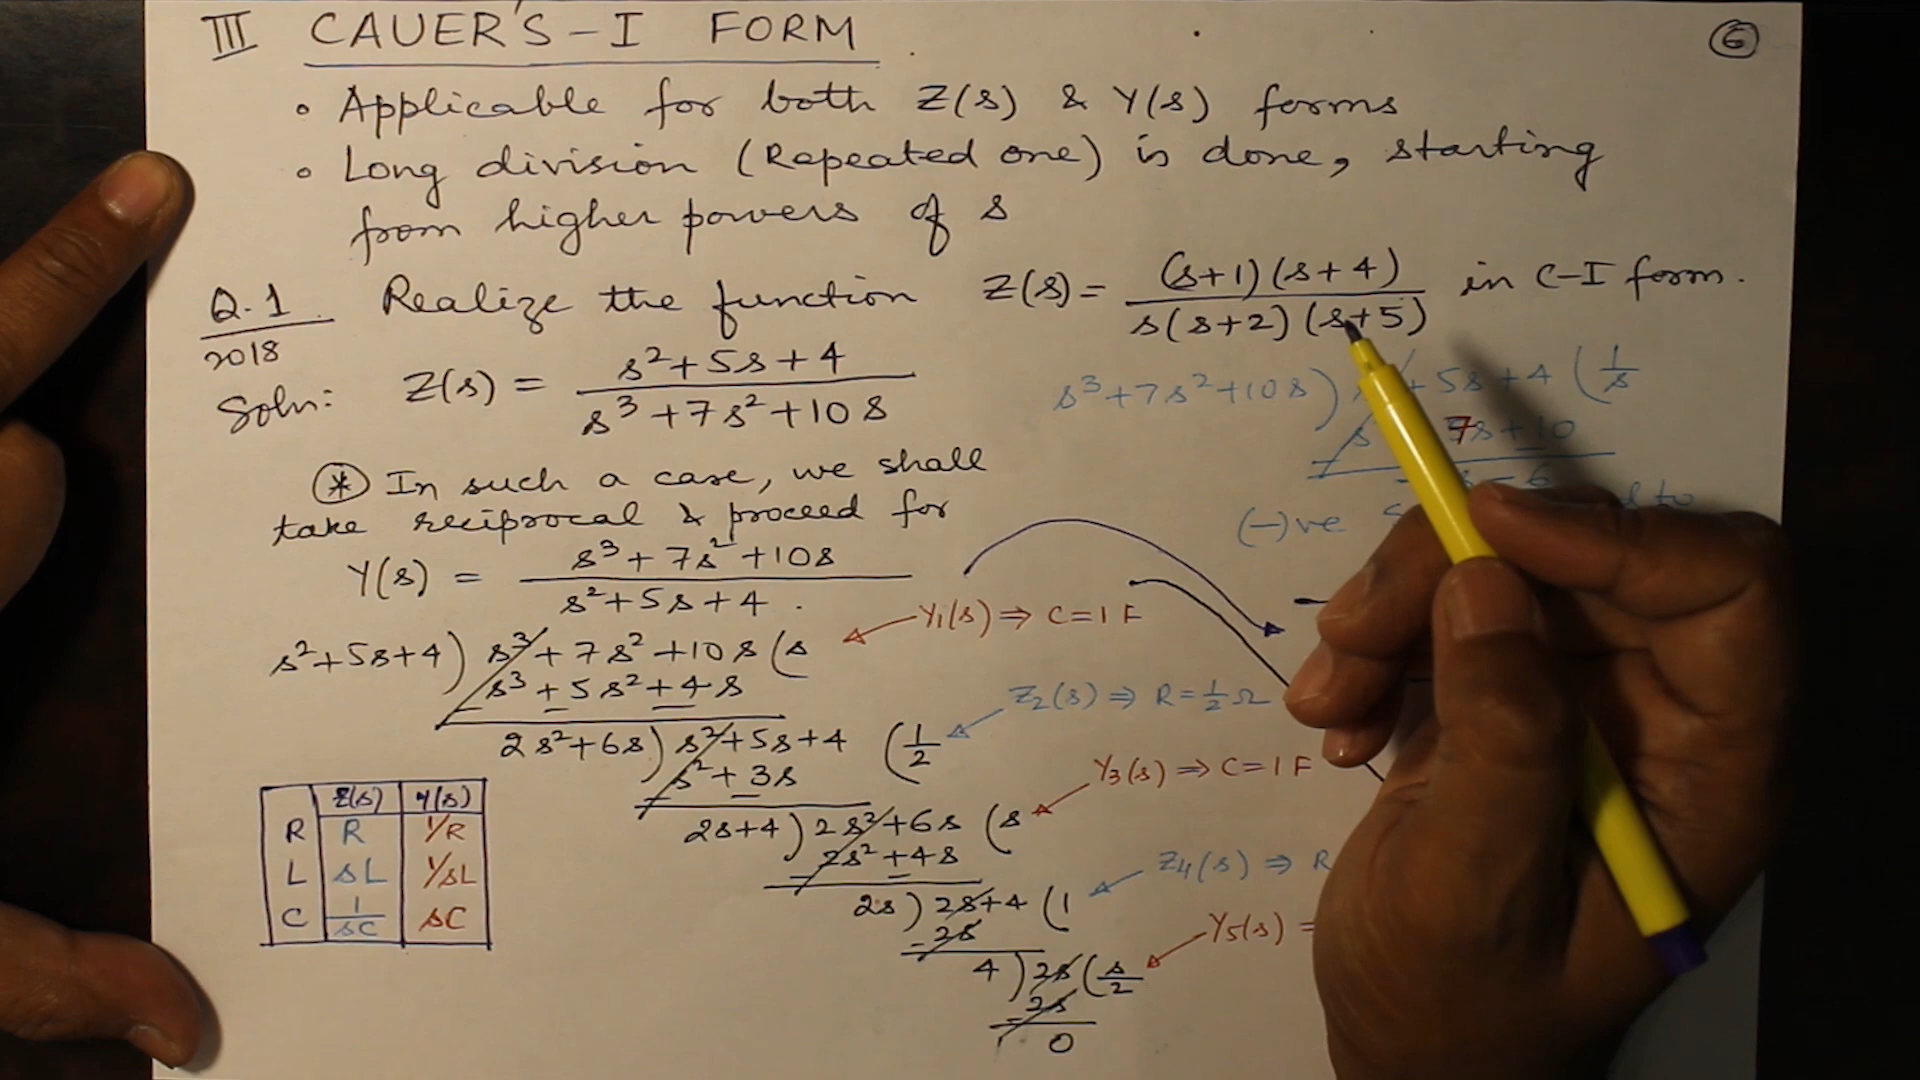 III CAUER'S-I FORM
6
• Applicable for both Z(s) & Y(s) forms
• Long division (Repeated one) is done, starting
from higher powers of s
Q.1 Realize the function Z(s) = (s+1)(s+4) / s(s+2)(s+5) in C-I form.
2018
Soln: Z(s) = s²+5s+4 / s³+7s²+10s
s³+7s²+10s ) +5s+4 ( 1/s
7s+10
- 6
(-)ve
to
* In such a case, we shall
take reciprocal & proceed for
Y(s) = s³+7s²+10s / s²+5s+4 .
s²+5s+4 ) s³+7s²+10s ( s ← Y₁(s) ⇒ C=1F
s³+5s²+4s
2s²+6s ) s²+5s+4 ( 1/2 ← Z₂(s) ⇒ R=1/2 Ω
s²+3s
2s+4 ) 2s²+6s ( s ← Y₃(s) ⇒ C=1F
2s²+4s
2s ) 2s+4 ( 1 ← Z₄(s) ⇒ R
-2s
4 ) 2s ( s/2 ← Y₅(s) =
-2s
0
Z(s) Y(s)
R R 1/R
L sL 1/sL
C 1/sC sC